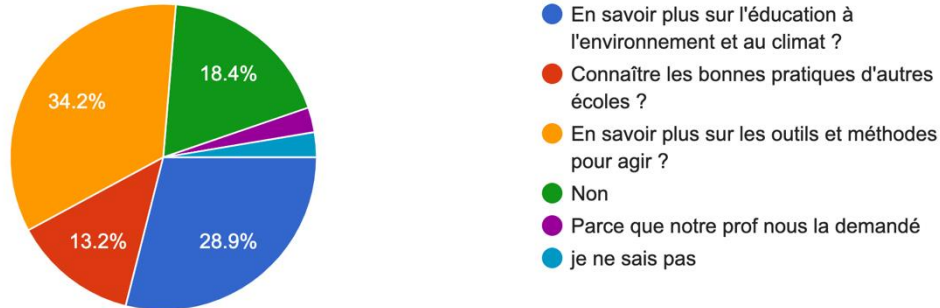 En savoir plus sur l'éducation à
l'environnement et au climat ?
Connaître les bonnes pratiques d'autres
écoles ?
En savoir plus sur les outils et méthodes
pour agir ?
Non
Parce que notre prof nous la demandé
je ne sais pas
18.4%
34.2%
13.2%
28.9%